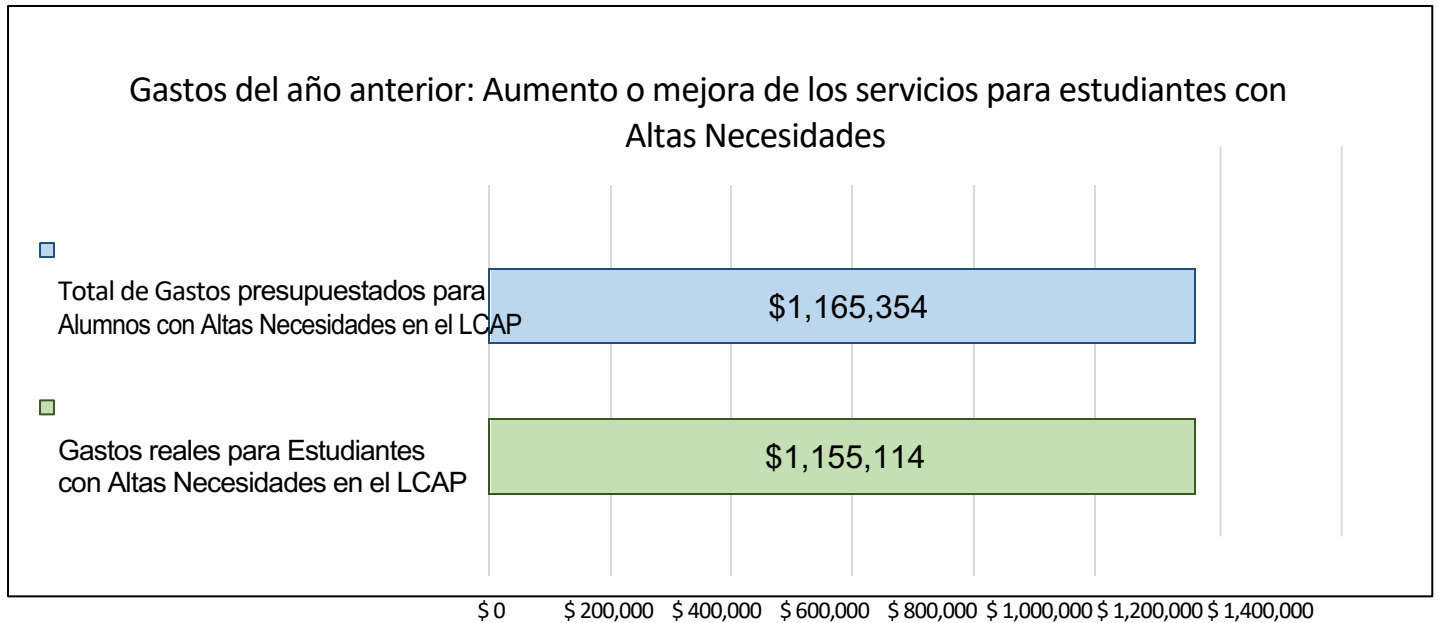 Gastos del año anterior: Aumento o mejora de los servicios para estudiantes con
Altas Necesidades
Total de Gastos presupuestados para
Alumnos con Altas Necesidades en el LCAP
$1,165,354
Gastos reales para Estudiantes
con Altas Necesidades en el LCAP
$1,155,114
$ 0 $ 200,000 $ 400,000 $ 600,000 $ 800,000 $ 1,000,000 $ 1,200,000 $ 1,400,000